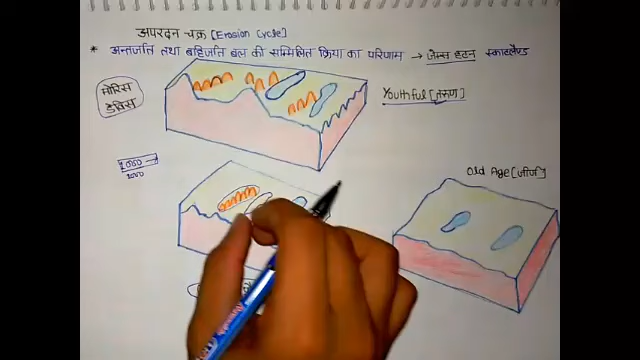 अपरदन चक्र [Erosion Cycle]
* अन्तर्जात तथा बहिर्जात बल की सम्मिलित क्रिया का परिणाम → जेम्स हटन स्काटलैण्ड
मोरिस
डेविस
Youthful [तरुण]
Old Age [जीर्ण]